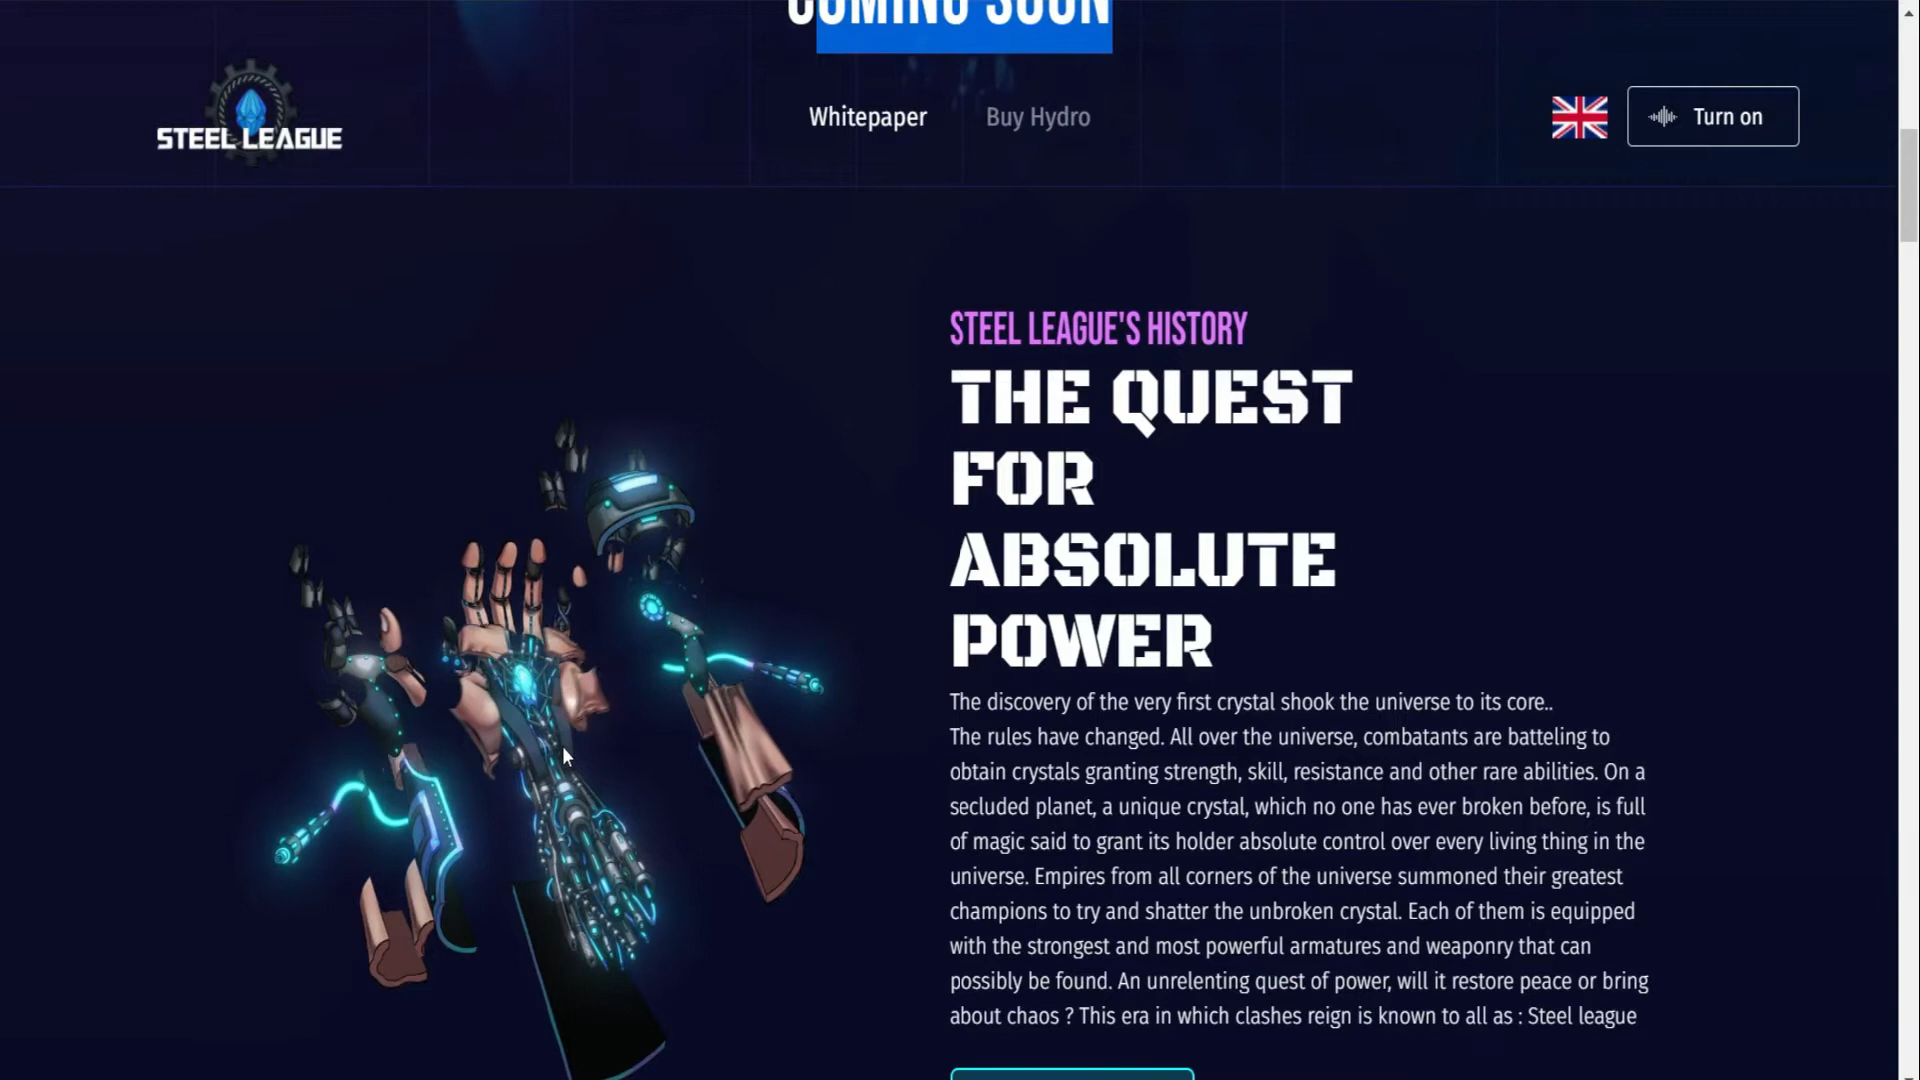 COMING SOON
STEEL LEAGUE
Whitepaper
Buy Hydro
Turn on
STEEL LEAGUE'S HISTORY
THE QUEST
FOR
ABSOLUTE
POWER
The discovery of the very first crystal shook the universe to its core..
The rules have changed. All over the universe, combatants are batteling to
obtain crystals granting strength, skill, resistance and other rare abilities. On a
secluded planet, a unique crystal, which no one has ever broken before, is full
of magic said to grant its holder absolute control over every living thing in the
universe. Empires from all corners of the universe summoned their greatest
champions to try and shatter the unbroken crystal. Each of them is equipped
with the strongest and most powerful armatures and weaponry that can
possibly be found. An unrelenting quest of power, will it restore peace or bring
about chaos ? This era in which clashes reign is known to all as : Steel league